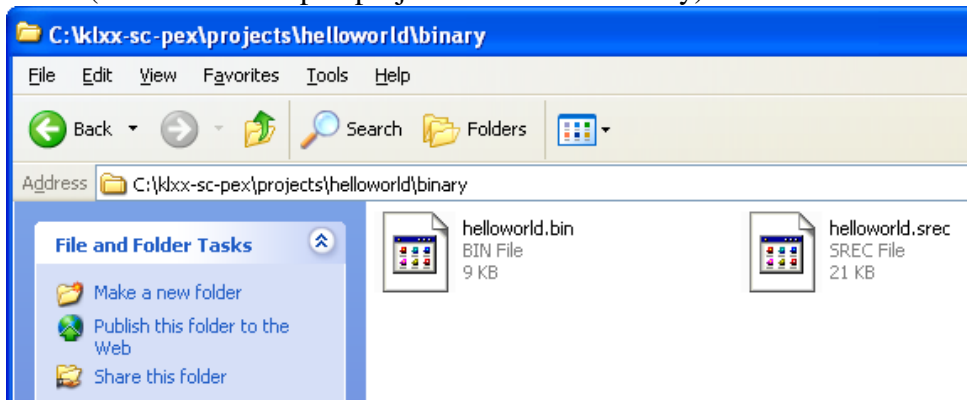 C:\klxx-sc-pex\projects\helloworld\binary
File Edit View Favorites Tools Help
Back Search Folders
Address C:\klxx-sc-pex\projects\helloworld\binary
File and Folder Tasks
Make a new folder
Publish this folder to the
Web
Share this folder
helloworld.bin
BIN File
9 KB
helloworld.srec
SREC File
21 KB